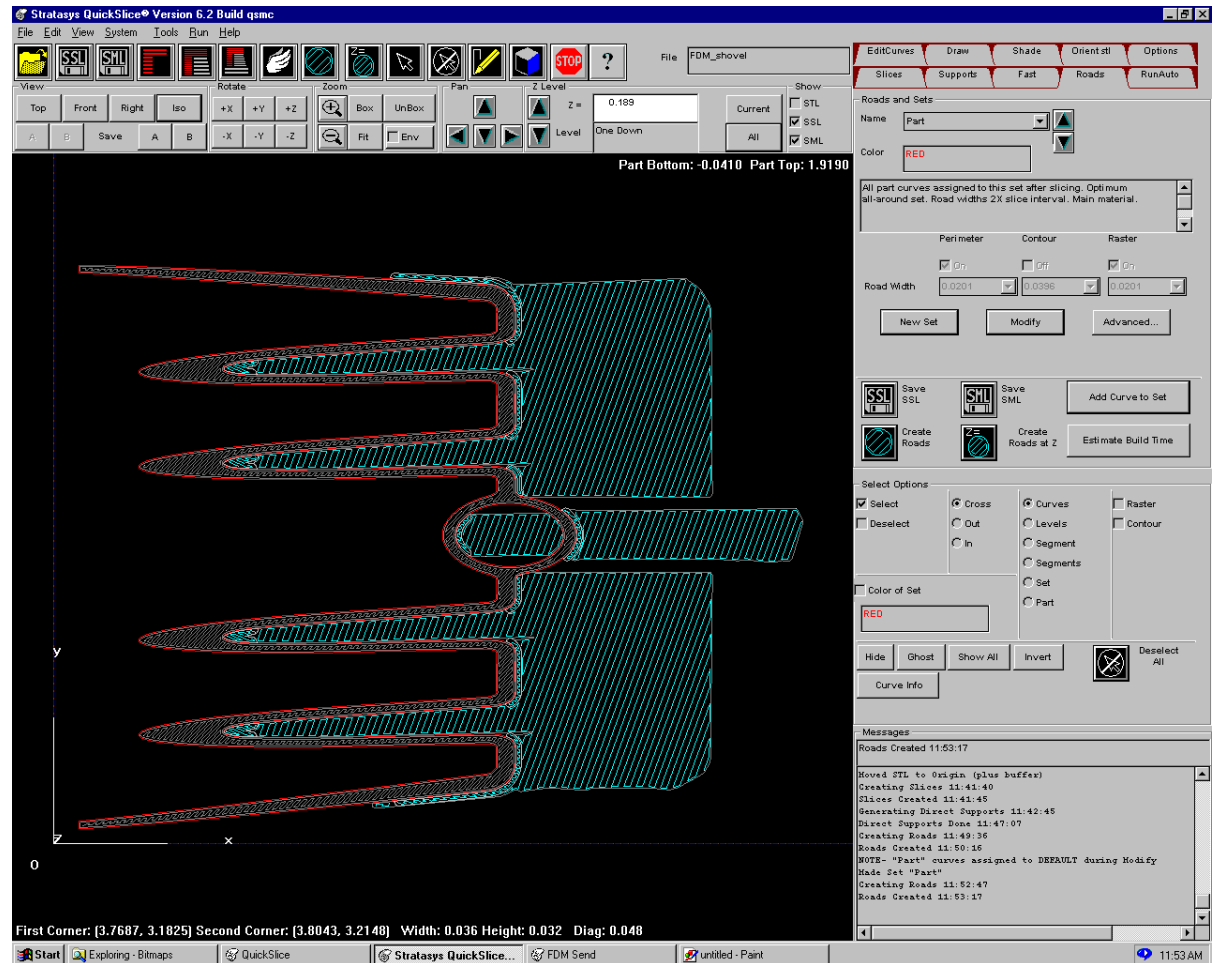 Stratasys QuickSlice® Version 6.2 Build qsmc
File Edit View System Tools Run Help
SSL SML Z= STOP ?
File FDM_shovel
View
Top Front Right Iso
A B Save A B
Rotate
+X +Y +Z
-X -Y -Z
Zoom
Box UnBox
Fit Env
Pan
Z Level
Z = 0.189
Level One Down
Current
All
Show
STL
SSL
SML
EditCurves Draw Shade Orient stl Options
Slices Supports Fast Roads RunAuto
Part Bottom: -0.0410 Part Top: 1.9190
y
z
x
0
First Corner: (3.7687, 3.1825) Second Corner: (3.8043, 3.2148) Width: 0.036 Height: 0.032 Diag: 0.048
Roads and Sets
Name Part
Color RED
All part curves assigned to this set after slicing. Optimum
all-around set. Road widths 2X slice interval. Main material.
Perimeter Contour Raster
On Off On
Road Width 0.0201 0.0396 0.0201
New Set Modify Advanced...
SSL Save
SSL
SML Save
SML
Add Curve to Set
Create
Roads
Z= Create
Roads at Z
Estimate Build Time
Select Options
Select Cross Curves Raster
Deselect Out Levels Contour
In Segment
Segments
Color of Set Set
RED Part
Hide Ghost Show All Invert
Deselect
All
Curve Info
Messages
Roads Created 11:53:17
Moved STL to Origin (plus buffer)
Creating Slices 11:41:40
Slices Created 11:41:45
Generating Direct Supports 11:42:45
Direct Supports Done 11:47:07
Creating Roads 11:49:36
Roads Created 11:50:16
NOTE- "Part" curves assigned to DEFAULT during Modify
Made Set "Part"
Creating Roads 11:52:47
Roads Created 11:53:17
Start Exploring - Bitmaps QuickSlice Stratasys QuickSlice... FDM Send untitled - Paint 11:53 AM